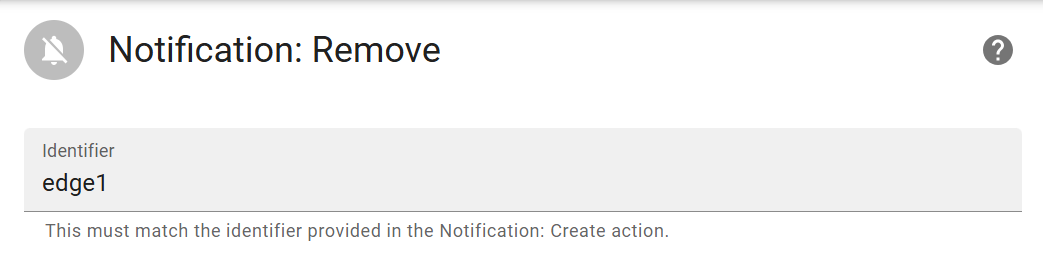 Notification: Remove
Identifier
edge1
This must match the identifier provided in the Notification: Create action.